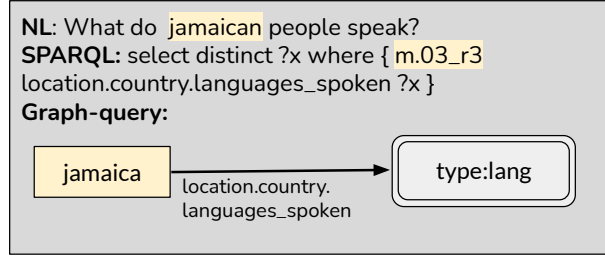 NL: What do jamaican people speak?
SPARQL: select distinct ?x where { m.03_r3
location.country.languages_spoken ?x }
Graph-query:
jamaica
location.country.
languages_spoken
type:lang